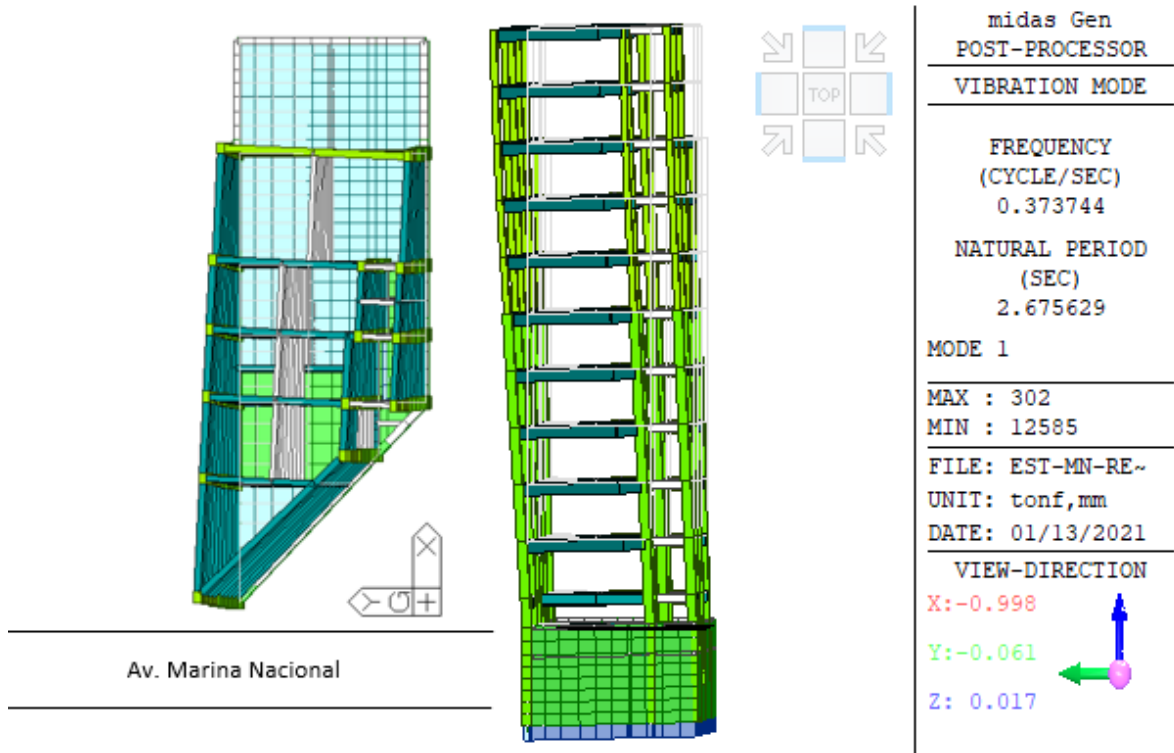 Av. Marina Nacional
X
Y
G
TOP
midas Gen
POST-PROCESSOR
VIBRATION MODE
FREQUENCY
(CYCLE/SEC)
0.373744
NATURAL PERIOD
(SEC)
2.675629
MODE 1
MAX : 302
MIN : 12585
FILE: EST-MN-RE~
UNIT: tonf,mm
DATE: 01/13/2021
VIEW-DIRECTION
X:-0.998
Y:-0.061
Z: 0.017